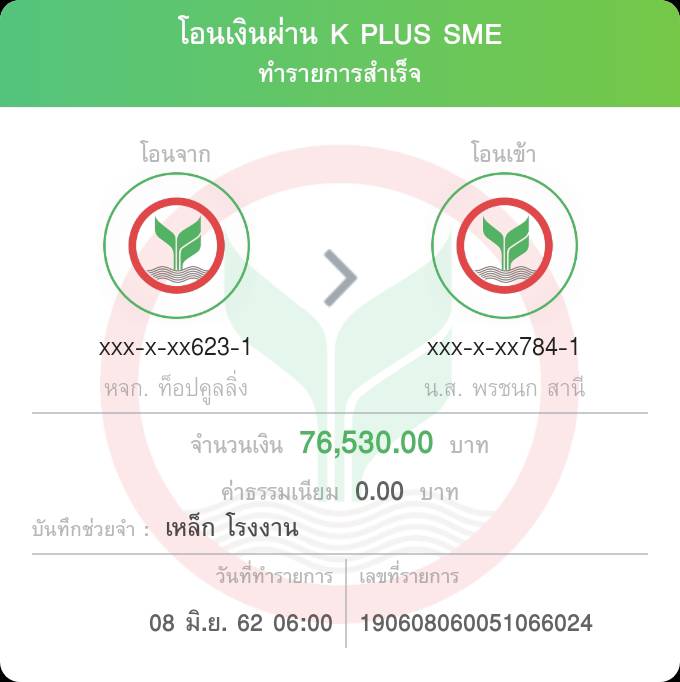 โอนเงินผ่าน K PLUS SME
ทำรายการสำเร็จ
โอนจาก
โอนเข้า
xxx-x-xx623-1
xxx-x-xx784-1
หจก. ท็อปคูลลิ่ง
น.ส. พรชนก สานี
จำนวนเงิน 76,530.00 บาท
ค่าธรรมเนียม 0.00 บาท
บันทึกช่วยจำ : เหล็ก โรงงาน
วันที่ทำรายการ
เลขที่รายการ
08 มิ.ย. 62 06:00
190608060051066024